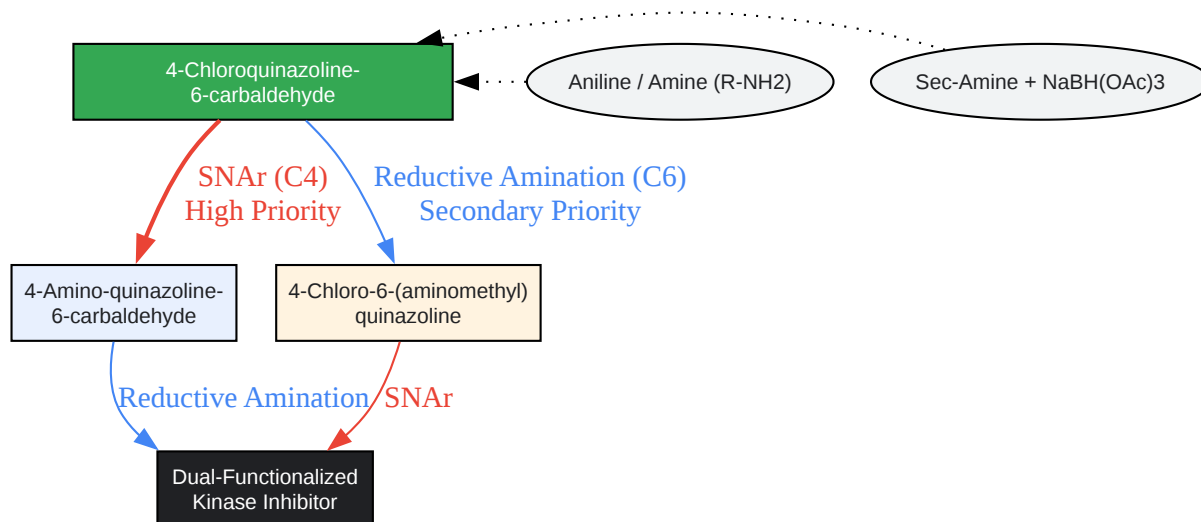 4-Chloroquinazoline-
6-carbaldehyde
Aniline / Amine (R-NH2)
Sec-Amine + NaBH(OAc)3
SNAr (C4)
High Priority
Reductive Amination (C6)
Secondary Priority
4-Amino-quinazoline-
6-carbaldehyde
4-Chloro-6-(aminomethyl)
quinazoline
Reductive Amination
SNAr
Dual-Functionalized
Kinase Inhibitor